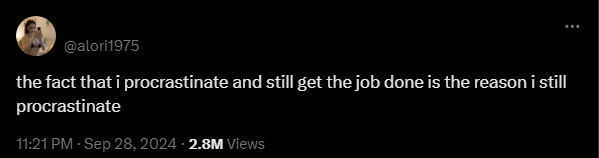 @alori1975
the fact that i procrastinate and still get the job done is the reason i still
procrastinate
11:21 PM · Sep 28, 2024 · 2.8M Views